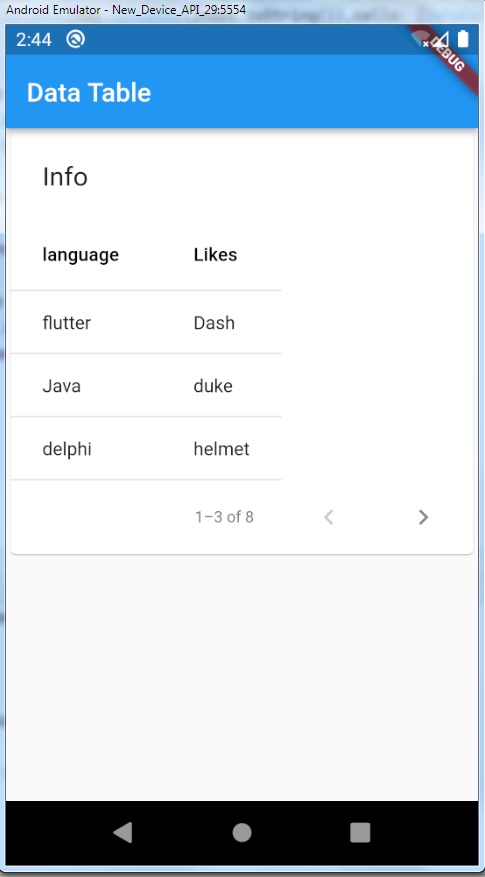 Android Emulator - New_Device_API_29:5554
2:44
DEBUG
Data Table
Info
language Likes
flutter Dash
Java duke
delphi helmet
1–3 of 8